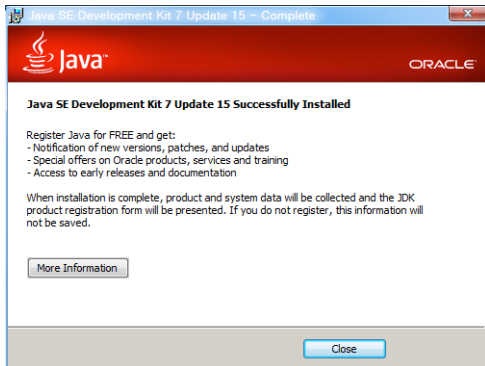 Java SE Development Kit 7 Update 15 - Complete
Java™
ORACLE
Java SE Development Kit 7 Update 15 Successfully Installed
Register Java for FREE and get:
- Notification of new versions, patches, and updates
- Special offers on Oracle products, services and training
- Access to early releases and documentation
When installation is complete, product and system data will be collected and the JDK
product registration form will be presented. If you do not register, this information will
not be saved.
More Information
Close